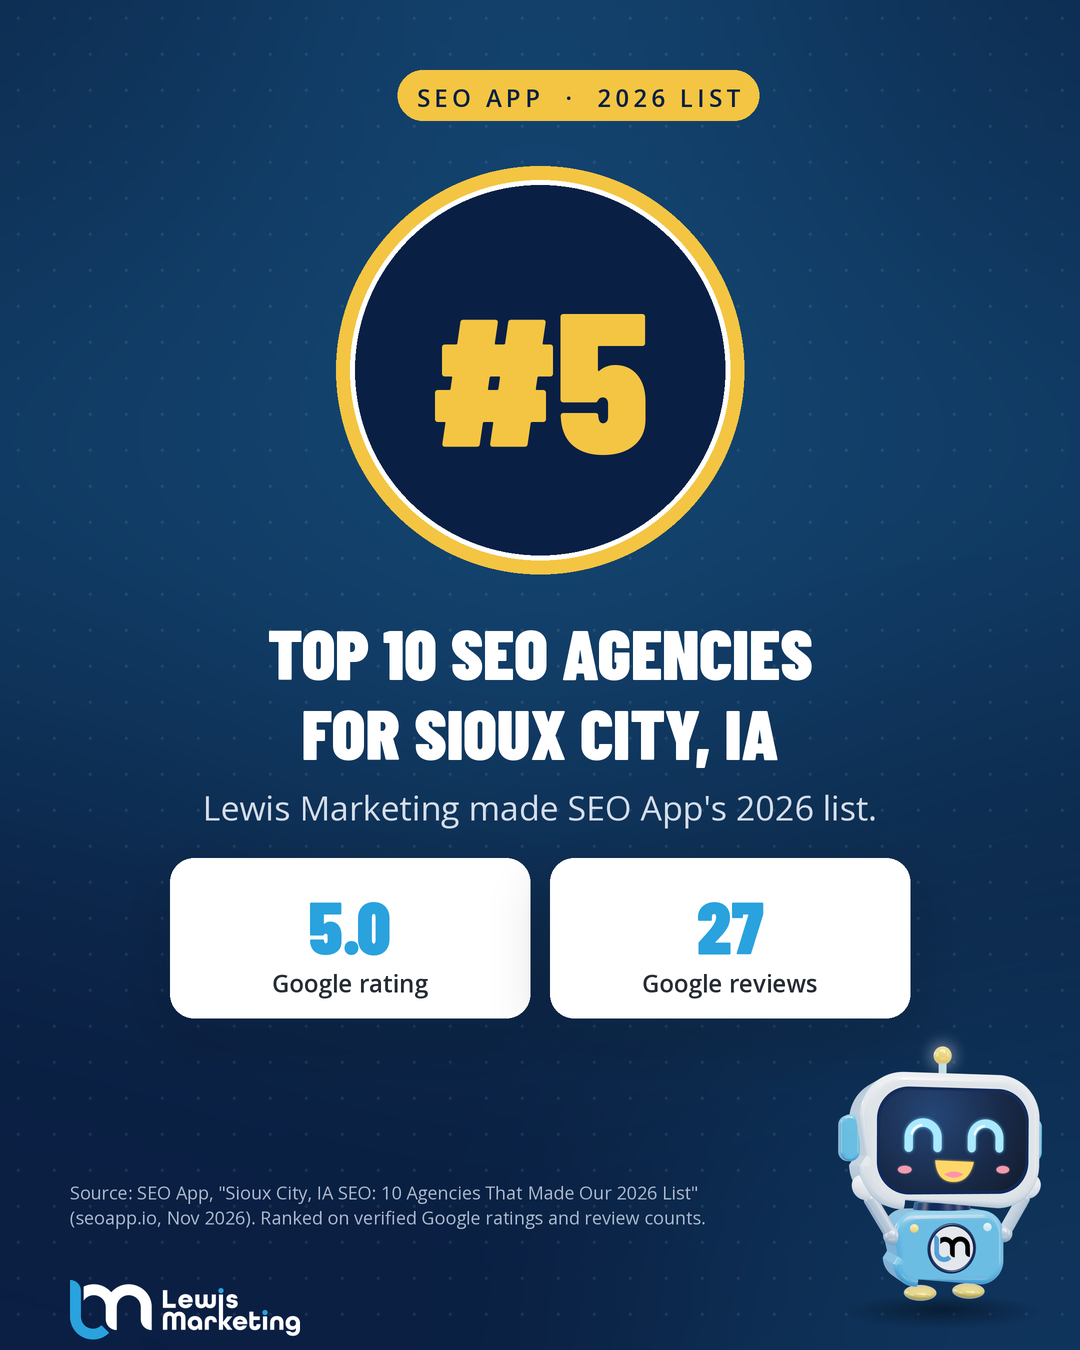 SEO APP · 2026 LIST
#5
TOP 10 SEO AGENCIES
FOR SIOUX CITY, IA
Lewis Marketing made SEO App's 2026 list.
5.0
Google rating
27
Google reviews
Source: SEO App, "Sioux City, IA SEO: 10 Agencies That Made Our 2026 List"
(seoapp.io, Nov 2026). Ranked on verified Google ratings and review counts.
lm
lm
Lewis
Marketing